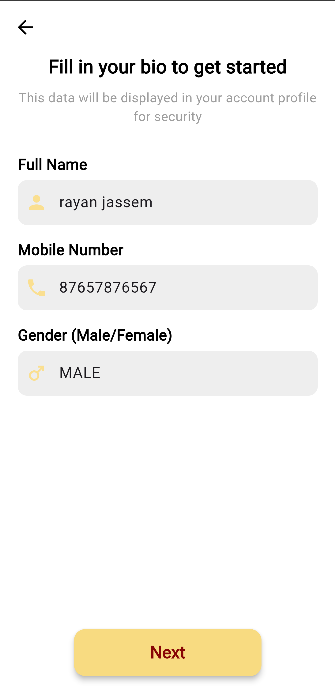 Fill in your bio to get started
This data will be displayed in your account profile
for security
Full Name
rayan jassem
Mobile Number
87657876567
Gender (Male/Female)
MALE
Next